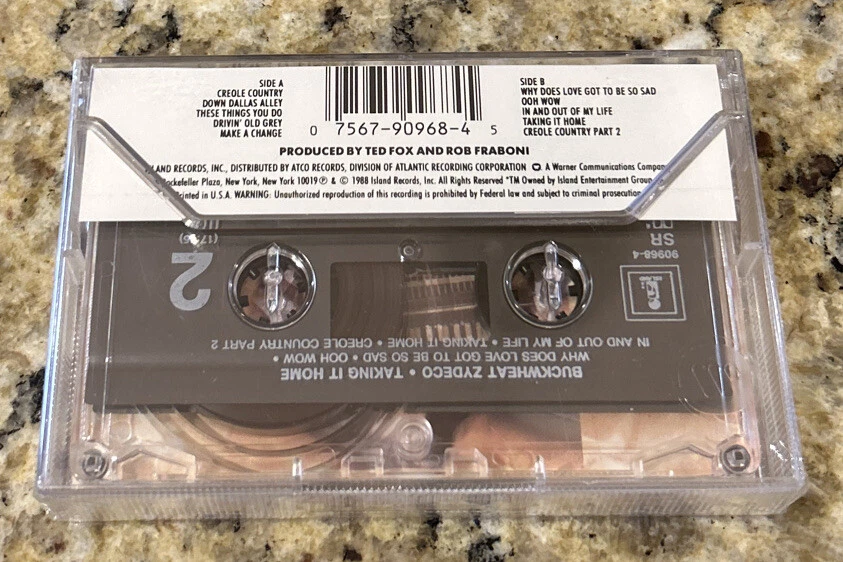 SIDE A
CREOLE COUNTRY
DOWN DALLAS ALLEY
THESE THINGS YOU DO
DRIVIN' OLD GREY
MAKE A CHANGE
0 7567-90968-4 5
SIDE B
WHY DOES LOVE GOT TO BE SO SAD
OOH WOW
IN AND OUT OF MY LIFE
TAKING IT HOME
CREOLE COUNTRY PART 2
PRODUCED BY TED FOX AND ROB FRABONI
RECORDS, INC., DISTRIBUTED BY ATCO RECORDS, DIVISION OF ATLANTIC RECORDING CORPORATION A Warner Communications
Plaza, New York, New York 10019 ℗ & © 1988 Island Records, Inc. All Rights Reserved "TM Owned by Island Entertainment Group
Printed in U.S.A. WARNING: Unauthorized reproduction of this recording is prohibited by Federal law and subject to criminal prosecution
BUCKWHEAT ZYDECO • TAKING IT HOME
WHY DOES LOVE GOT TO BE SO SAD • OOH WOW •
IN AND OUT OF MY LIFE • TAKING IT HOME • CREOLE COUNTRY PART 2
2
90968-4
SR